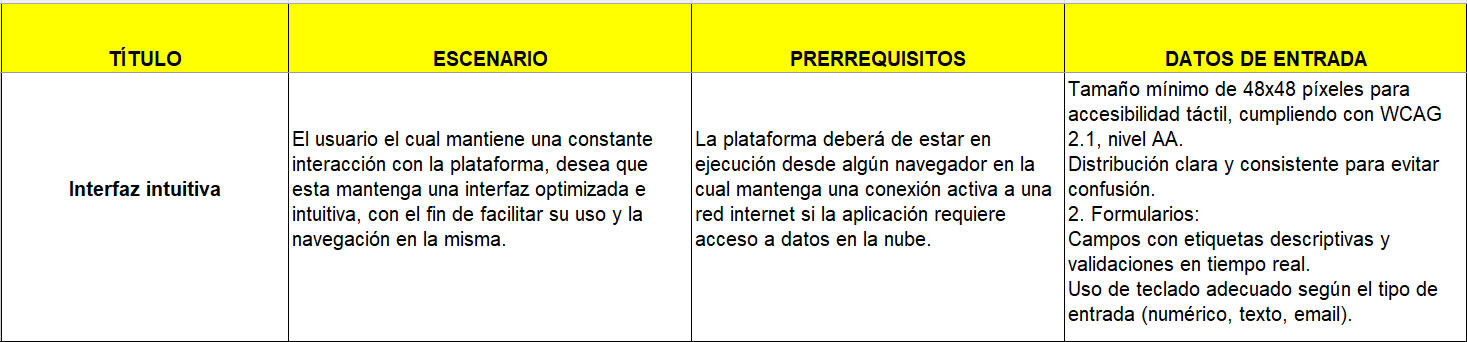 TÍTULO
ESCENARIO
PRERREQUISITOS
DATOS DE ENTRADA
Interfaz intuitiva
El usuario el cual mantiene una constante
interacción con la plataforma, desea que
esta mantenga una interfaz optimizada e
intuitiva, con el fin de facilitar su uso y la
navegación en la misma.
La plataforma deberá de estar en
ejecución desde algún navegador en la
cual mantenga una conexión activa a una
red internet si la aplicación requiere
acceso a datos en la nube.
Tamaño mínimo de 48x48 píxeles para
accesibilidad táctil, cumpliendo con WCAG
2.1, nivel AA.
Distribución clara y consistente para evitar
confusión.
2. Formularios:
Campos con etiquetas descriptivas y
validaciones en tiempo real.
Uso de teclado adecuado según el tipo de
entrada (numérico, texto, email).